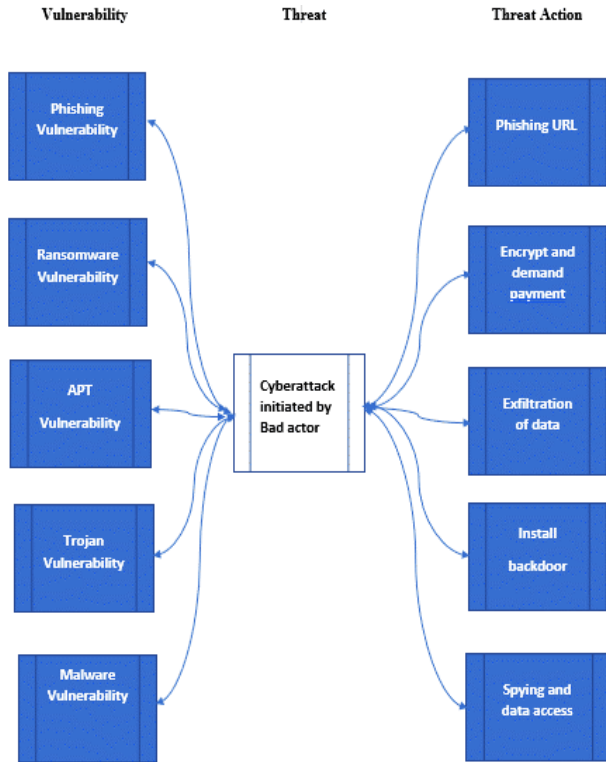 Vulnerability
Threat
Threat Action
Phishing
Vulnerability
Phishing URL
Ransomware
Vulnerability
Encrypt and
demand
payment
APT
Vulnerability
Cyberattack
initiated by
Bad actor
Exfiltration
of data
Trojan
Vulnerability
Install
backdoor
Malware
Vulnerability
Spying and
data access